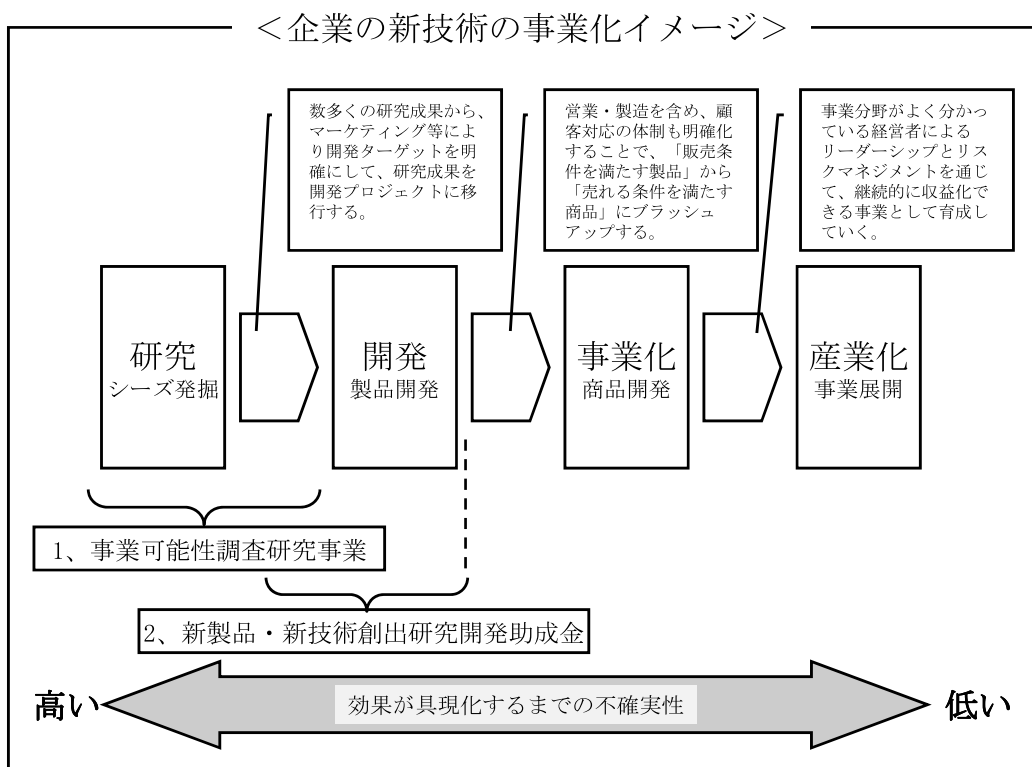 ＜企業の新技術の事業化イメージ＞
数多くの研究成果から、
マーケティング等によ
り開発ターゲットを明
確にして、研究成果を
開発プロジェクトに移
行する。
営業・製造を含め、顧
客対応の体制も明確化
することで、「販売条
件を満たす製品」から
「売れる条件を満たす
商品」にブラッシュ
アップする。
事業分野がよく分かっ
ている経営者による
リーダーシップとリス
クマネジメントを通じ
て、継続的に収益化で
きる事業として育成し
ていく。
研究
シーズ発掘
開発
製品開発
事業化
商品開発
産業化
事業展開
1、事業可能性調査研究事業
2、新製品・新技術創出研究開発助成金
高い
効果が具現化するまでの不確実性
低い